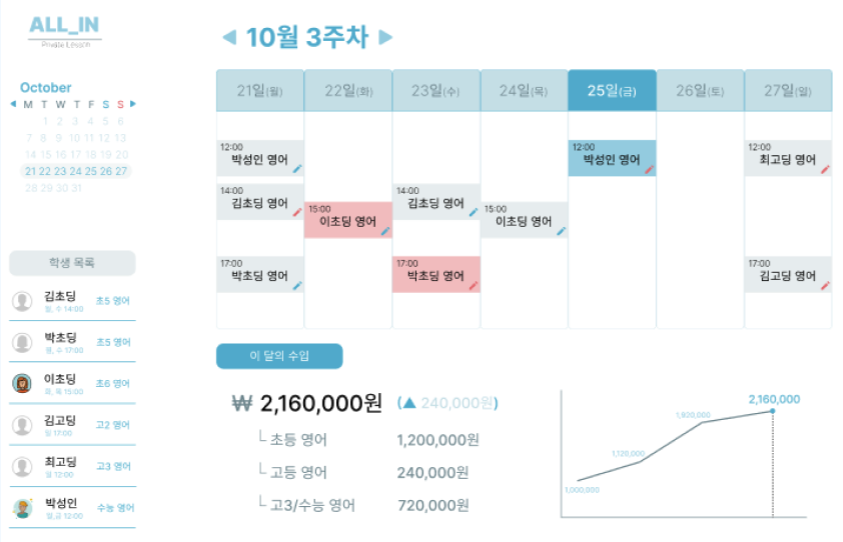 ALL_IN
Private Lesson
October
M T W T F S S
1 2 3 4 5 6
7 8 9 10 11 12 13
14 15 16 17 18 19 20
21 22 23 24 25 26 27
28 29 30 31
학생 목록
김초딩 초5 영어
월, 수 14:00
박초딩 초5 영어
월, 수 17:00
이초딩 초6 영어
화, 목 15:00
김고딩 고2 영어
일 17:00
최고딩 고3 영어
일 12:00
박성인 수능 영어
월,금 12:00
10월 3주차
21일(월) 22일(화) 23일(수) 24일(목) 25일(금) 26일(토) 27일(일)
12:00
박성인 영어
14:00
김초딩 영어
17:00
박초딩 영어
15:00
이초딩 영어
14:00
김초딩 영어
17:00
박초딩 영어
15:00
이초딩 영어
12:00
박성인 영어
12:00
최고딩 영어
17:00
김고딩 영어
이 달의 수입
₩ 2,160,000원 (▲ 240,000원)
└ 초등 영어 1,200,000원
└ 고등 영어 240,000원
└ 고3/수능 영어 720,000원
2,160,000
1,920,000
1,120,000
1,000,000